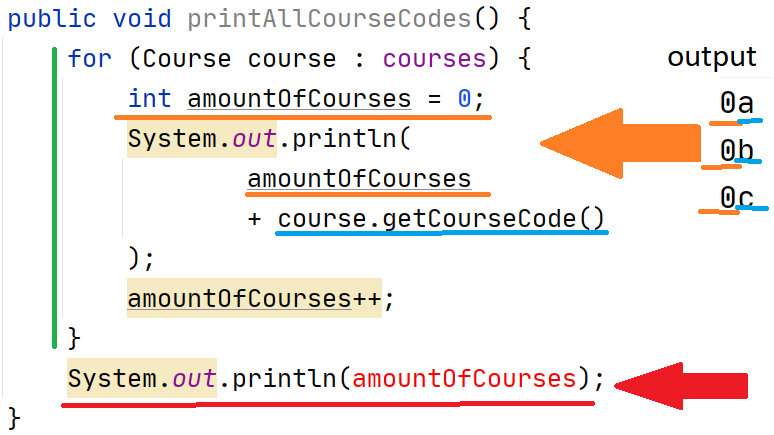 public void printAllCourseCodes() {
for (Course course : courses) {
output
int amountOfCourses = 0;
0a
System.out.println(
0b
amountOfCourses
0c
+ course.getCourseCode()
);
amountOfCourses++;
}
System.out.println(amountOfCourses);
}